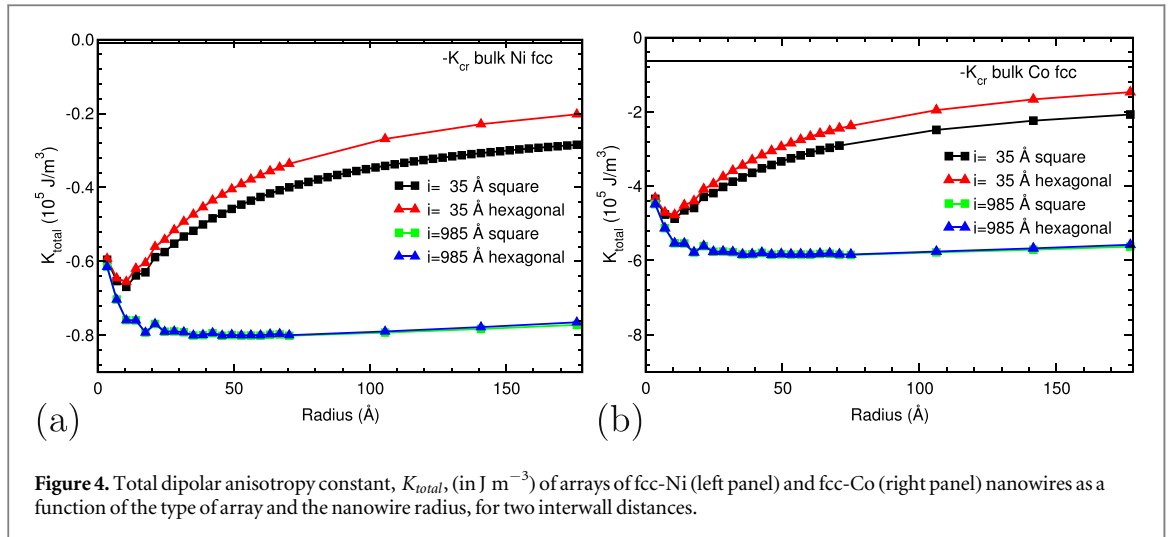 0.0
-0.2
-0.4
-0.6
-0.8
K_total (10^5 J/m^3)
-K_cr bulk Ni fcc
i= 35 Å square
i= 35 Å hexagonal
i=985 Å square
i=985 Å hexagonal
0 50 100 150
Radius (Å)
(a)
0
-2
-4
-6
-8
K_total (10^5 J/m^3)
-K_cr bulk Co fcc
i= 35 Å square
i= 35 Å hexagonal
i=985 Å square
i=985 Å hexagonal
0 50 100 150
Radius (Å)
(b)
Figure 4. Total dipolar anisotropy constant, K_total, (in J m^−3) of arrays of fcc-Ni (left panel) and fcc-Co (right panel) nanowires as a
function of the type of array and the nanowire radius, for two interwall distances.